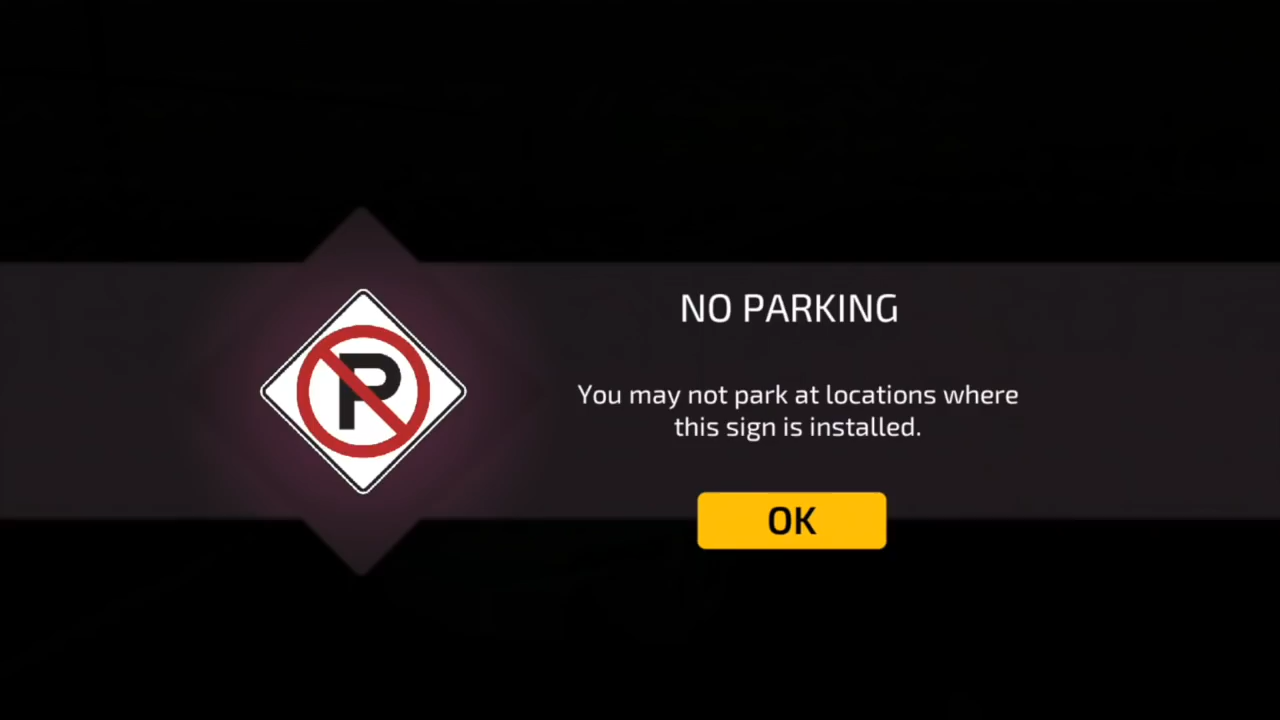 P
NO PARKING
You may not park at locations where
this sign is installed.
OK